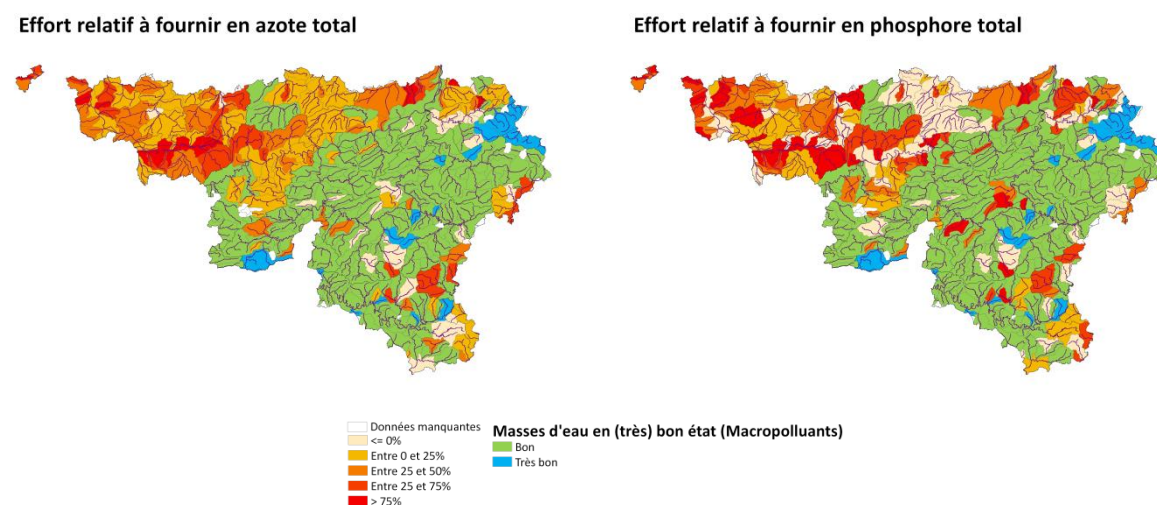 Effort relatif à fournir en azote total
Effort relatif à fournir en phosphore total
Données manquantes
<= 0%
Entre 0 et 25%
Entre 25 et 50%
Entre 25 et 75%
> 75%
Masses d'eau en (très) bon état (Macropolluants)
Bon
Très bon